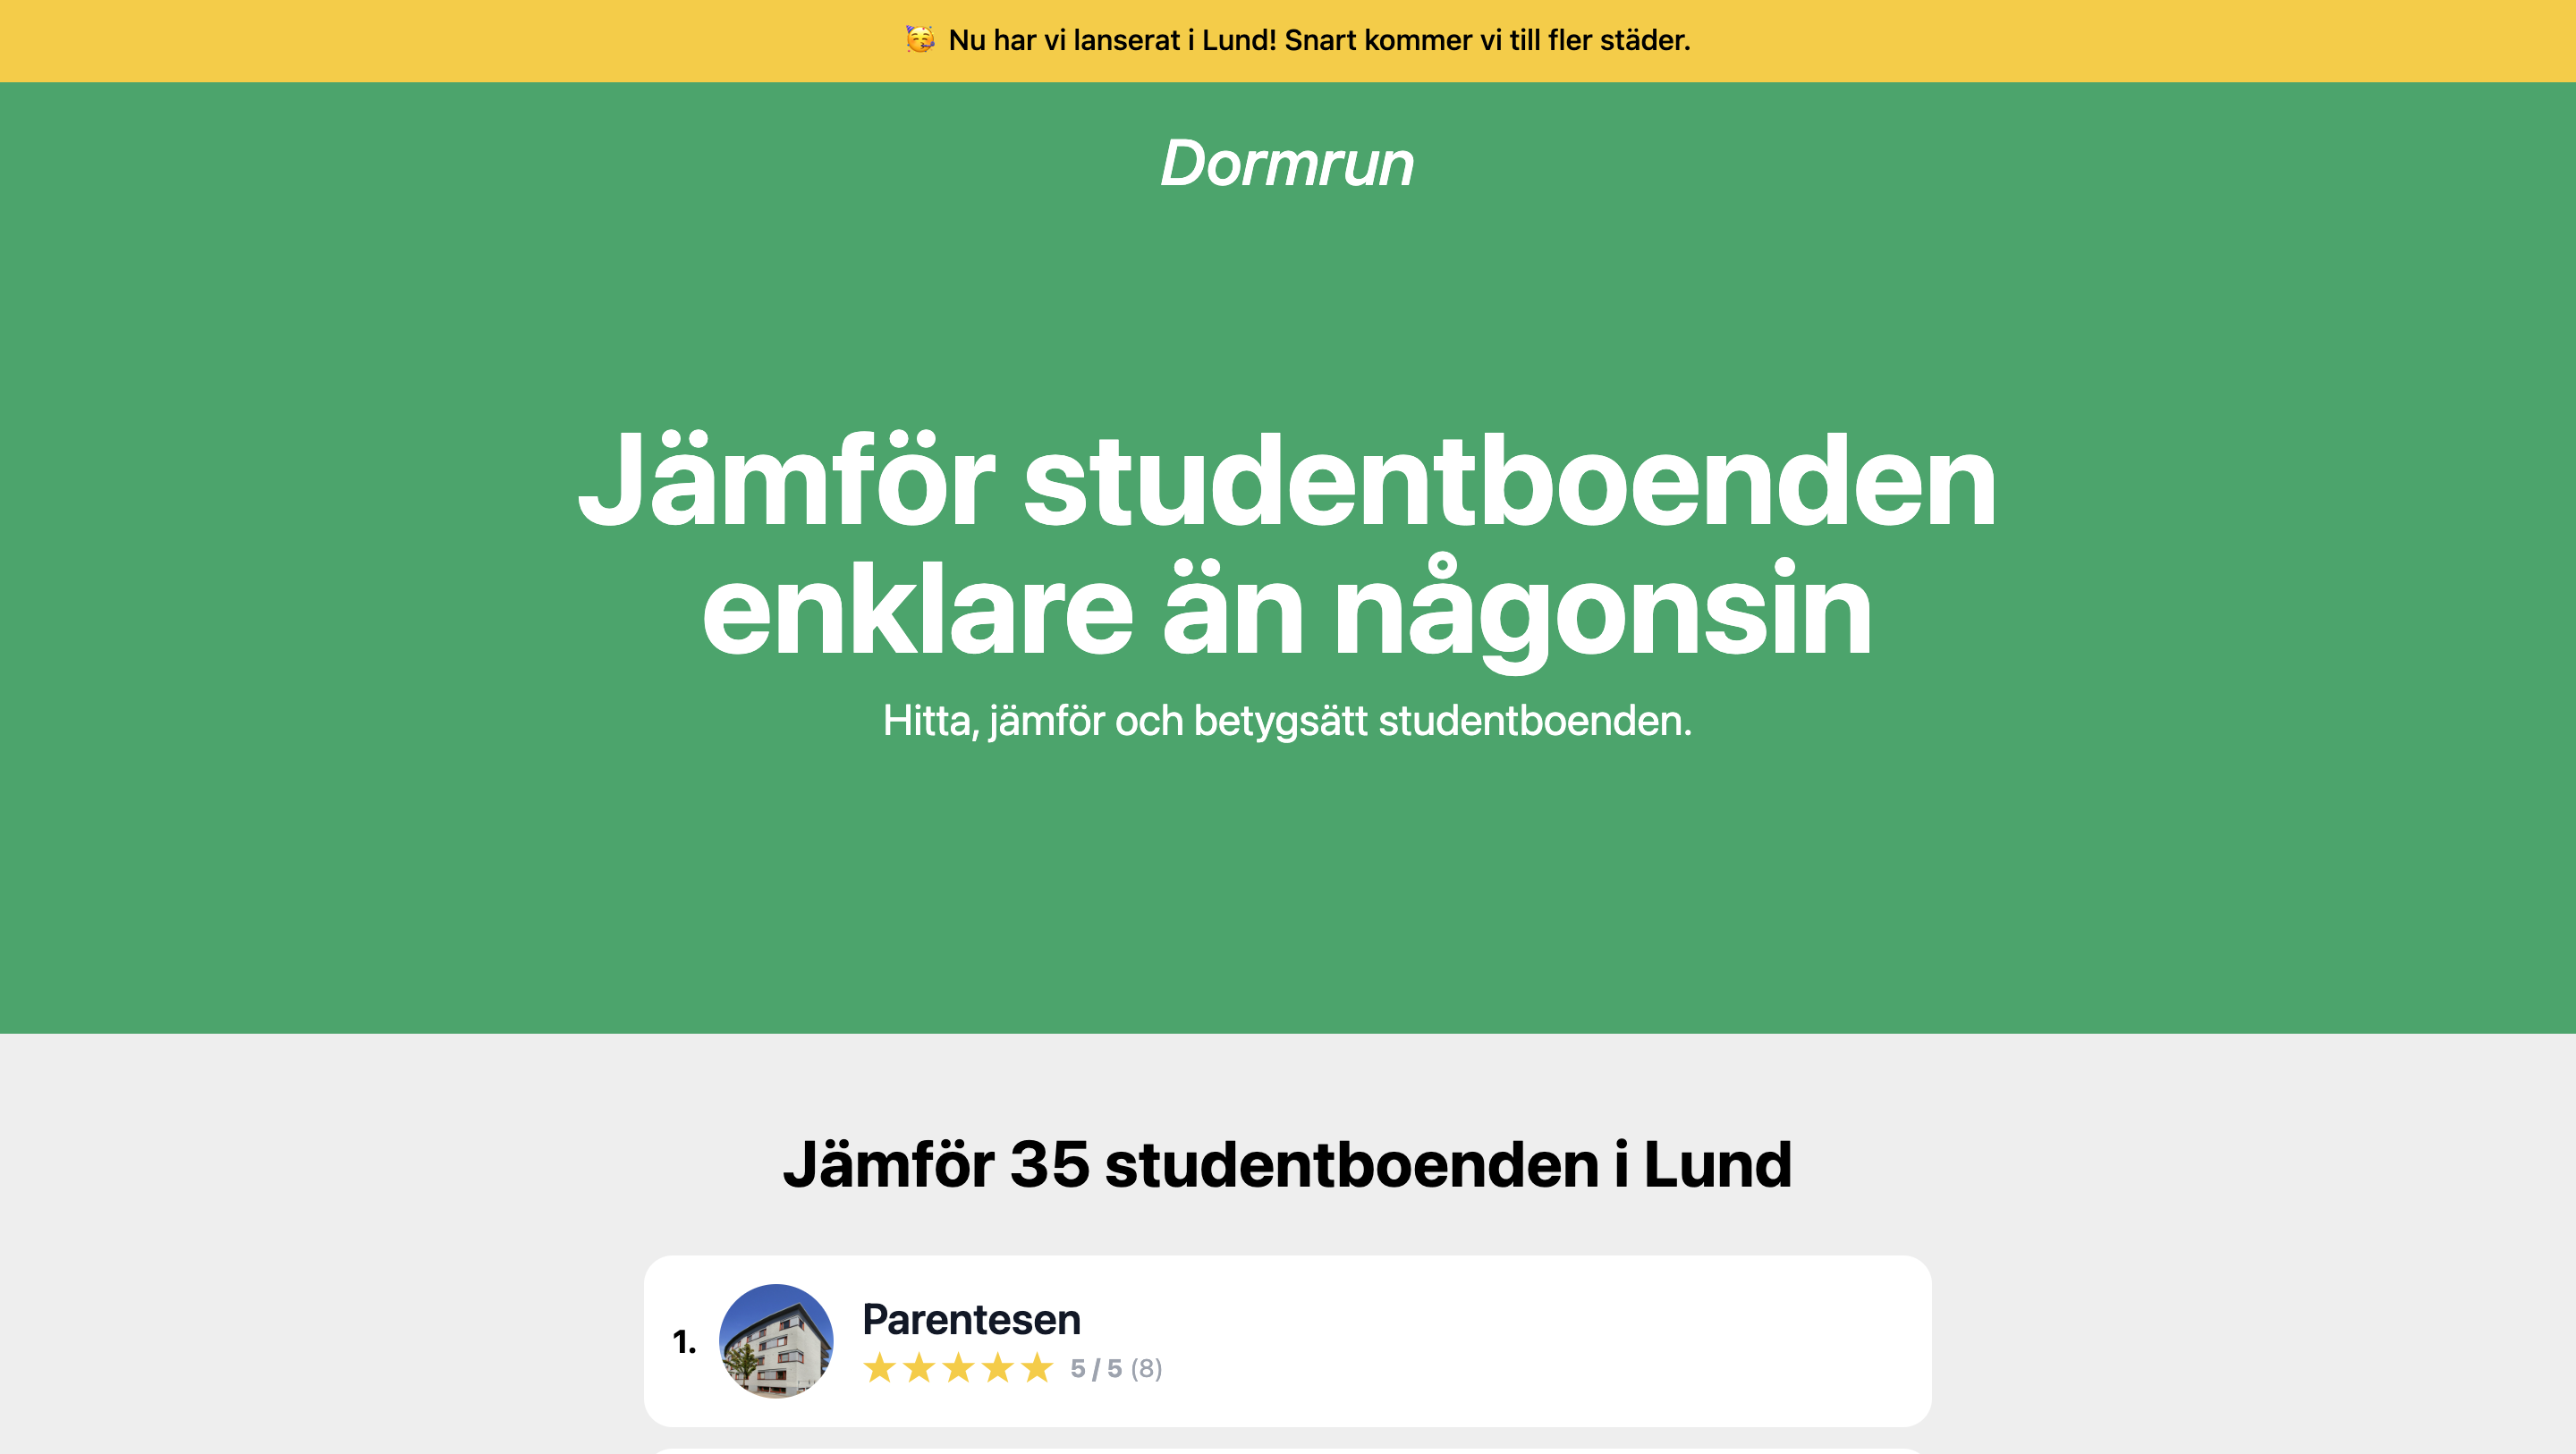 🥳 Nu har vi lanserat i Lund! Snart kommer vi till fler städer.
Dormrun
Jämför studentboenden
enklare än någonsin
Hitta, jämför och betygsätt studentboenden.
Jämför 35 studentboenden i Lund
1.
Parentesen
5 / 5 (8)